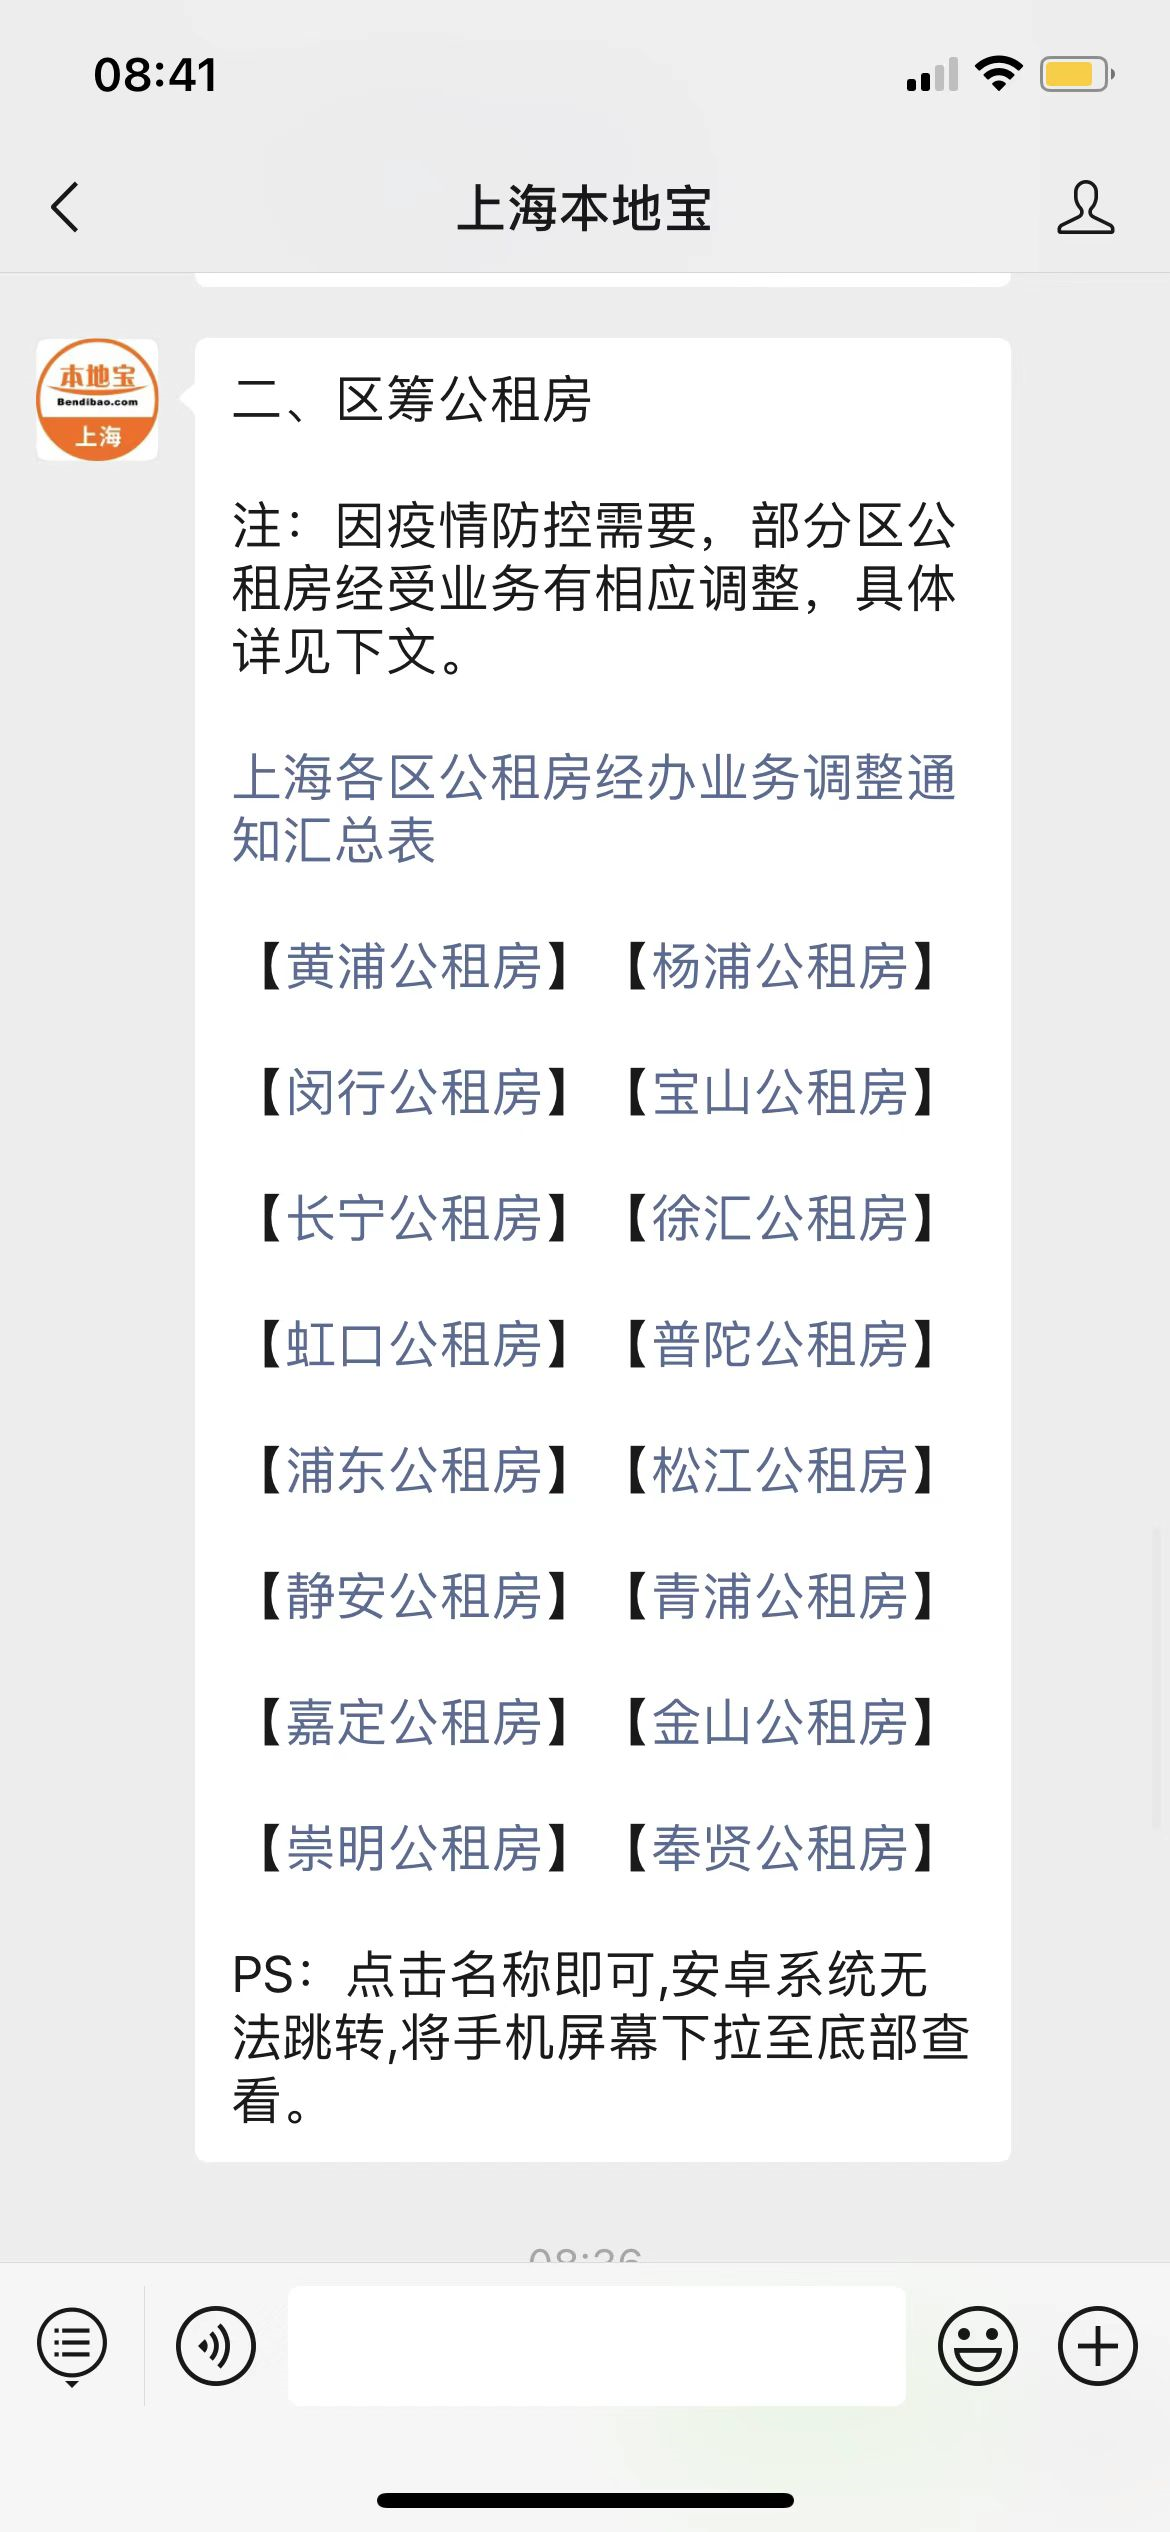 08:41
上海本地宝
本地宝
Bendibao.com
上海
二、区筹公租房
注：因疫情防控需要，部分区公
租房经受业务有相应调整，具体
详见下文。
上海各区公租房经办业务调整通
知汇总表
【黄浦公租房】 【杨浦公租房】
【闵行公租房】 【宝山公租房】
【长宁公租房】 【徐汇公租房】
【虹口公租房】 【普陀公租房】
【浦东公租房】 【松江公租房】
【静安公租房】 【青浦公租房】
【嘉定公租房】 【金山公租房】
【崇明公租房】 【奉贤公租房】
PS：点击名称即可,安卓系统无
法跳转,将手机屏幕下拉至底部查
看。